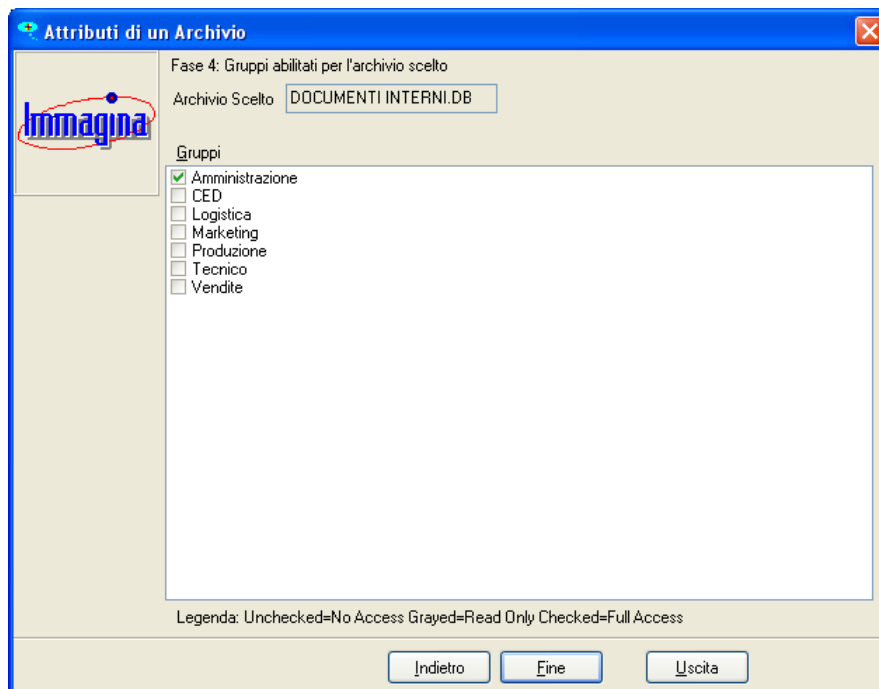 Attributi di un Archivio
Immagina
Fase 4: Gruppi abilitati per l'archivio scelto
Archivio Scelto DOCUMENTI INTERNI.DB
Gruppi
Amministrazione
CED
Logistica
Marketing
Produzione
Tecnico
Vendite
Legenda: Unchecked=No Access Grayed=Read Only Checked=Full Access
Indietro Fine Uscita